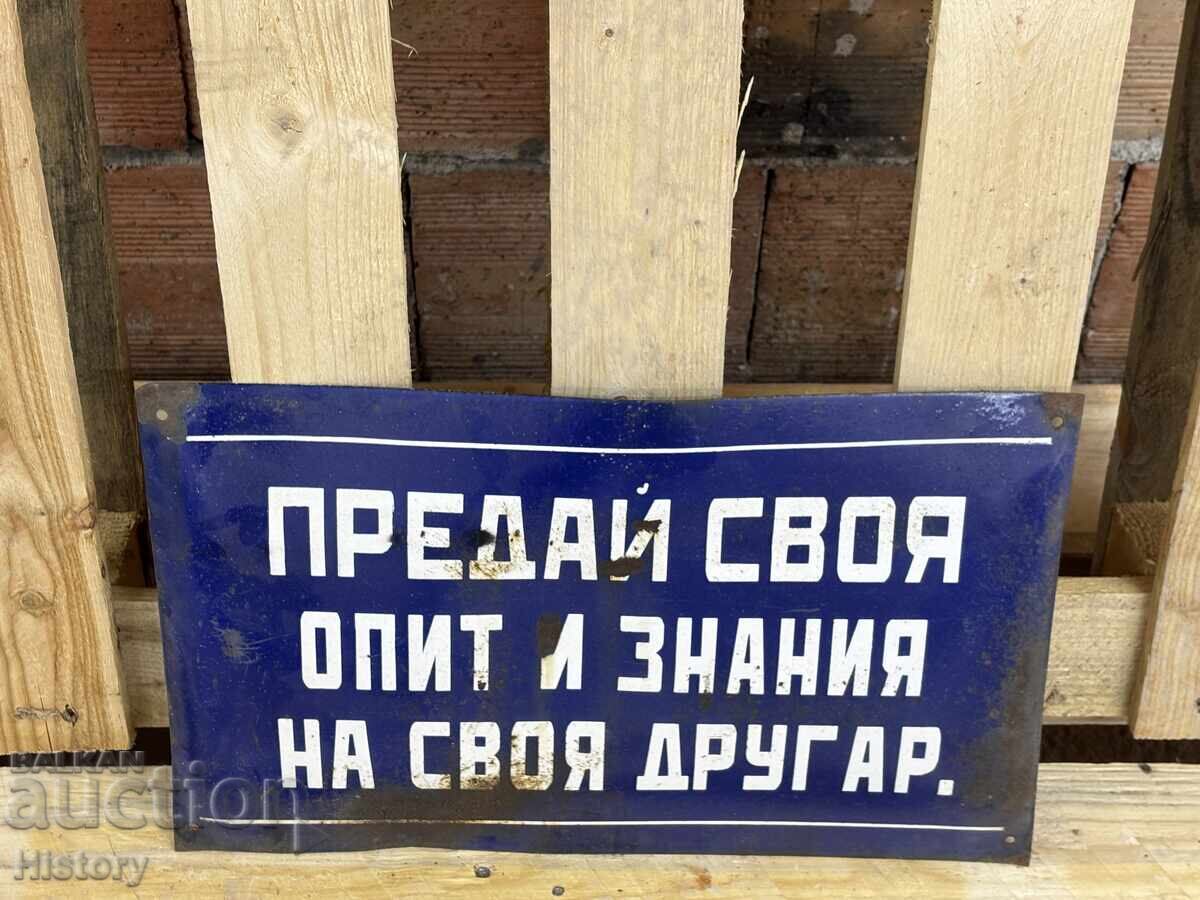 ПРЕДАЙ СВОЯ
ОПИТ И ЗНАНИЯ
НА СВОЯ ДРУГАР.
BALKAN
auction
History